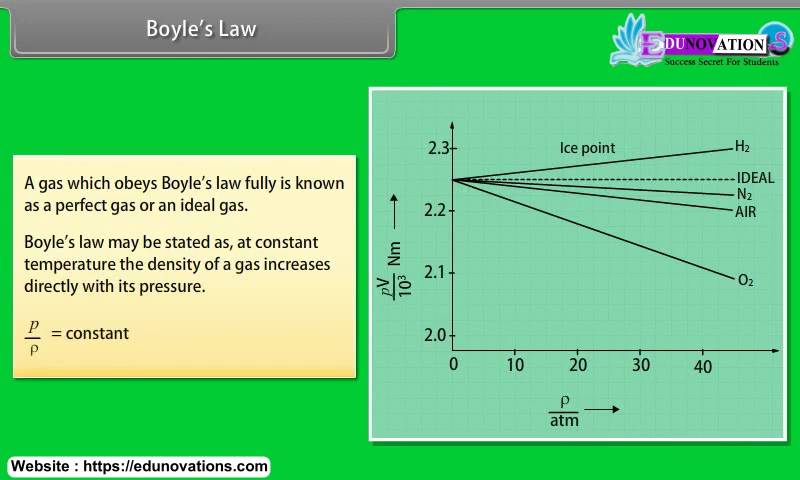 Boyle's Law
EDUNOVATIONS
Success Secret For Students
A gas which obeys Boyle's law fully is known
as a perfect gas or an ideal gas.
Boyle's law may be stated as, at constant
temperature the density of a gas increases
directly with its pressure.
p/ρ = constant
Ice point
2.3
2.2
2.1
2.0
pV/10³ Nm
H₂
IDEAL
N₂
AIR
O₂
0 10 20 30 40
ρ/atm
Website : https://edunovations.com